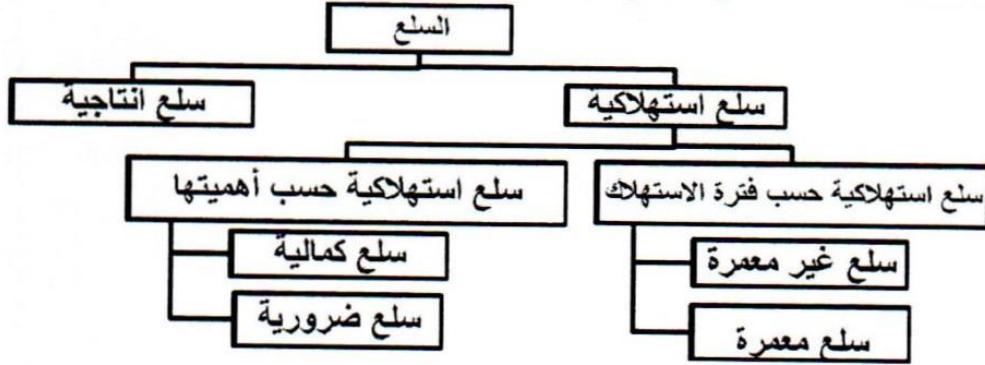 السلع
سلع استهلاكية
سلع انتاجية
سلع استهلاكية حسب فترة الاستهلاك
سلع استهلاكية حسب أهميتها
سلع غير معمرة
سلع كمالية
سلع معمرة
سلع ضرورية